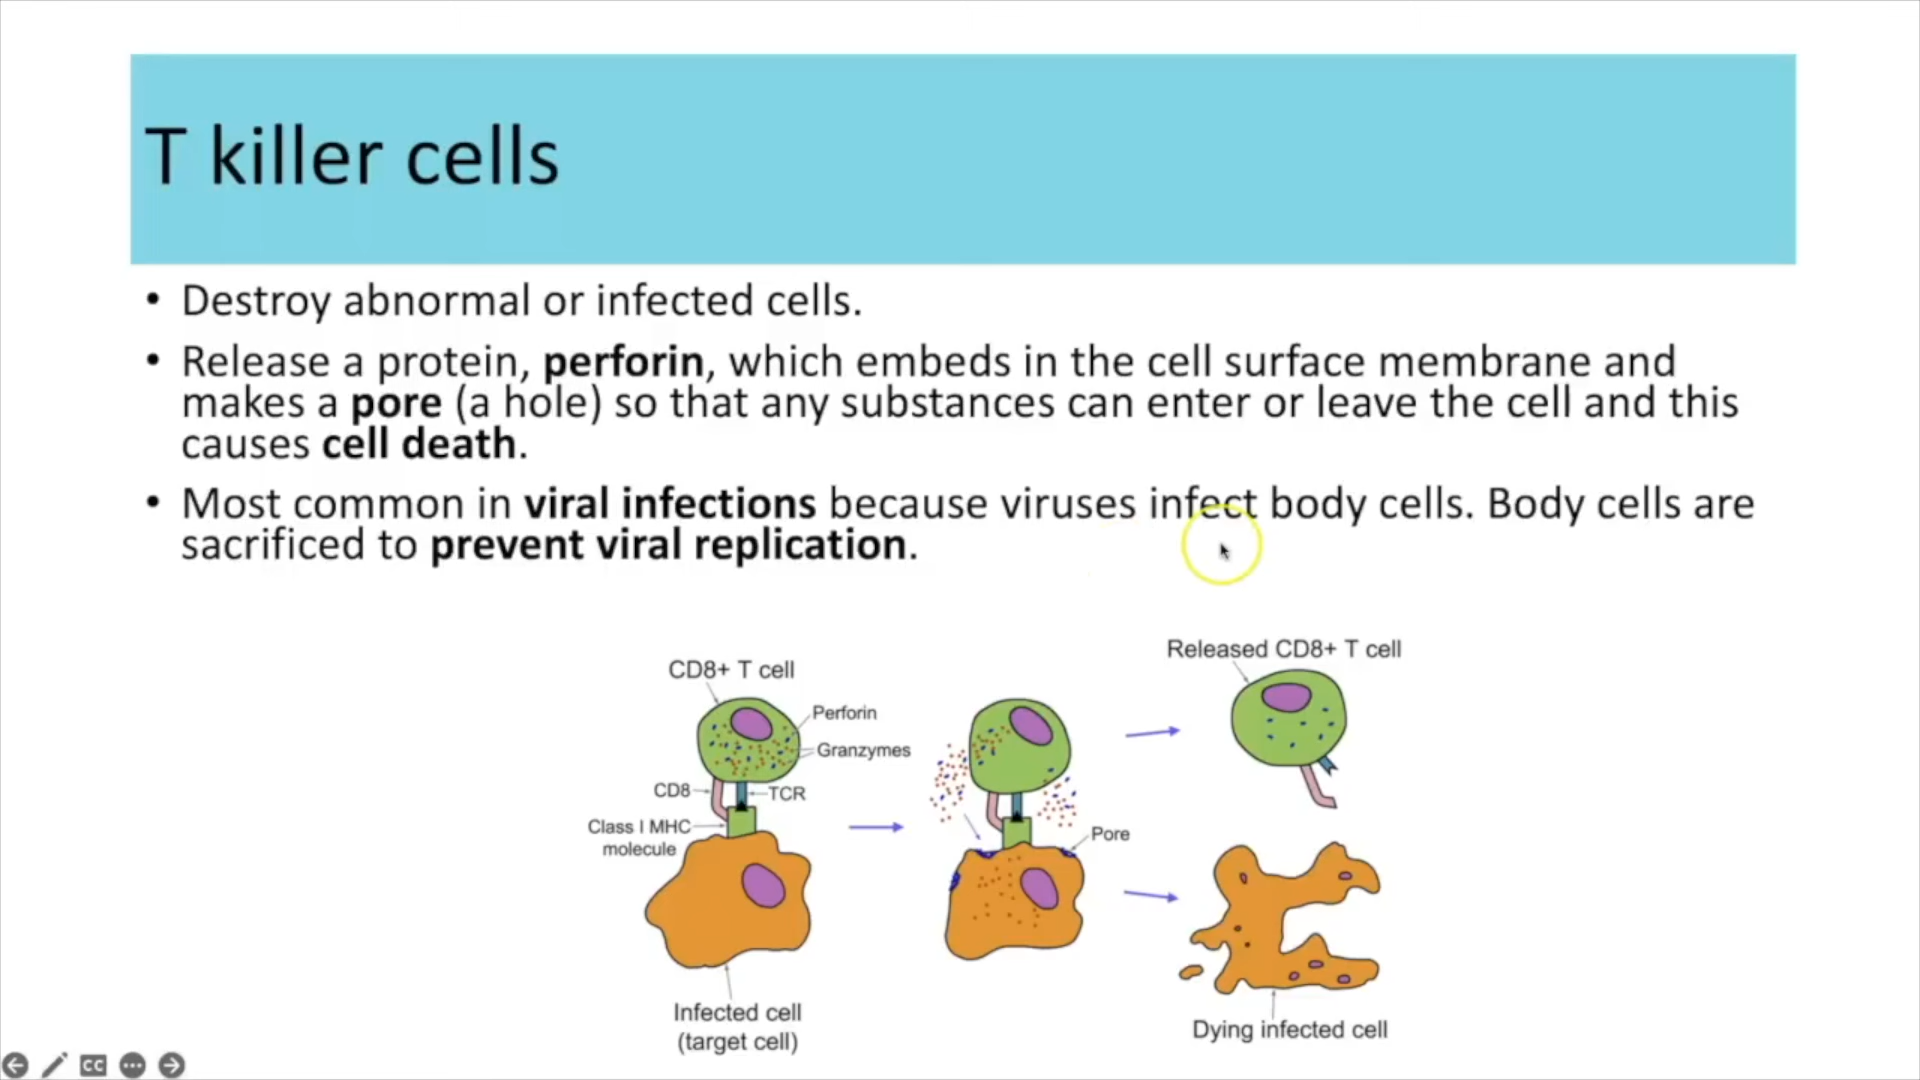 T killer cells
• Destroy abnormal or infected cells.
• Release a protein, perforin, which embeds in the cell surface membrane and
makes a pore (a hole) so that any substances can enter or leave the cell and this
causes cell death.
• Most common in viral infections because viruses infect body cells. Body cells are
sacrificed to prevent viral replication.
CD8+ T cell
Perforin
Granzymes
CD8
TCR
Class I MHC
molecule
Infected cell
(target cell)
Pore
Released CD8+ T cell
Dying infected cell
CC